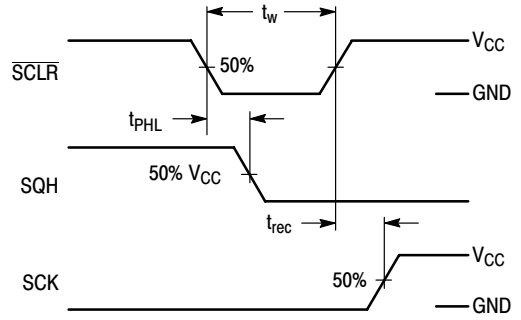 tw
VCC
SCLR
50%
GND
tPHL
50% VCC
SQH
trec
VCC
50%
SCK
GND